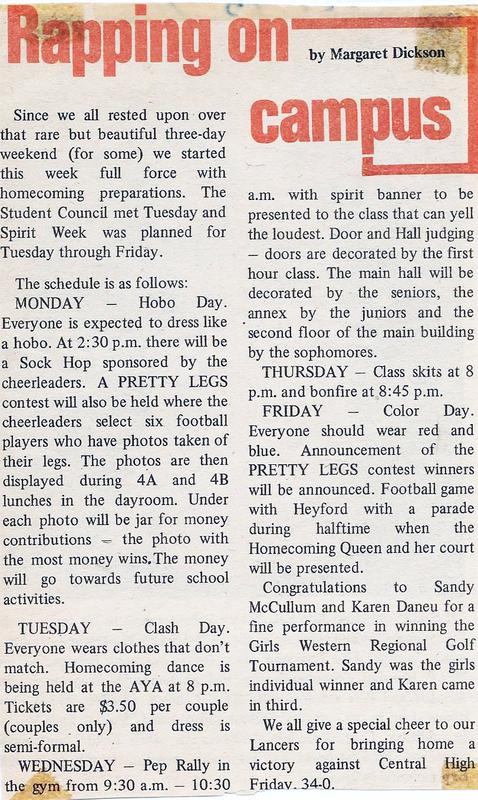 Rapping on
by Margaret Dickson
campus
Since we all rested upon over
that rare but beautiful three-day
weekend (for some) we started
this week full force with
homecoming preparations. The
Student Council met Tuesday and
Spirit Week was planned for
Tuesday through Friday.
The schedule is as follows:
MONDAY — Hobo Day.
Everyone is expected to dress like
a hobo. At 2:30 p.m. there will be
a Sock Hop sponsored by the
cheerleaders. A PRETTY LEGS
contest will also be held where the
cheerleaders select six football
players who have photos taken of
their legs. The photos are then
displayed during 4A and 4B
lunches in the dayroom. Under
each photo will be jar for money
contributions — the photo with
the most money wins. The money
will go towards future school
activities.
TUESDAY — Clash Day.
Everyone wears clothes that don't
match. Homecoming dance is
being held at the AYA at 8 p.m.
Tickets are $3.50 per couple
(couples only) and dress is
semi-formal.
WEDNESDAY — Pep Rally in
the gym from 9:30 a.m. — 10:30
a.m. with spirit banner to be
presented to the class that can yell
the loudest. Door and Hall judging
— doors are decorated by the first
hour class. The main hall will be
decorated by the seniors, the
annex by the juniors and the
second floor of the main building
by the sophomores.
THURSDAY — Class skits at 8
p.m. and bonfire at 8:45 p.m.
FRIDAY — Color Day.
Everyone should wear red and
blue. Announcement of the
PRETTY LEGS contest winners
will be announced. Football game
with Heyford with a parade
during halftime when the
Homecoming Queen and her court
will be presented.
Congratulations to Sandy
McCullum and Karen Daneu for a
fine performance in winning the
Girls Western Regional Golf
Tournament. Sandy was the girls
individual winner and Karen came
in third.
We all give a special cheer to our
Lancers for bringing home a
victory against Central High
Friday, 34-0.